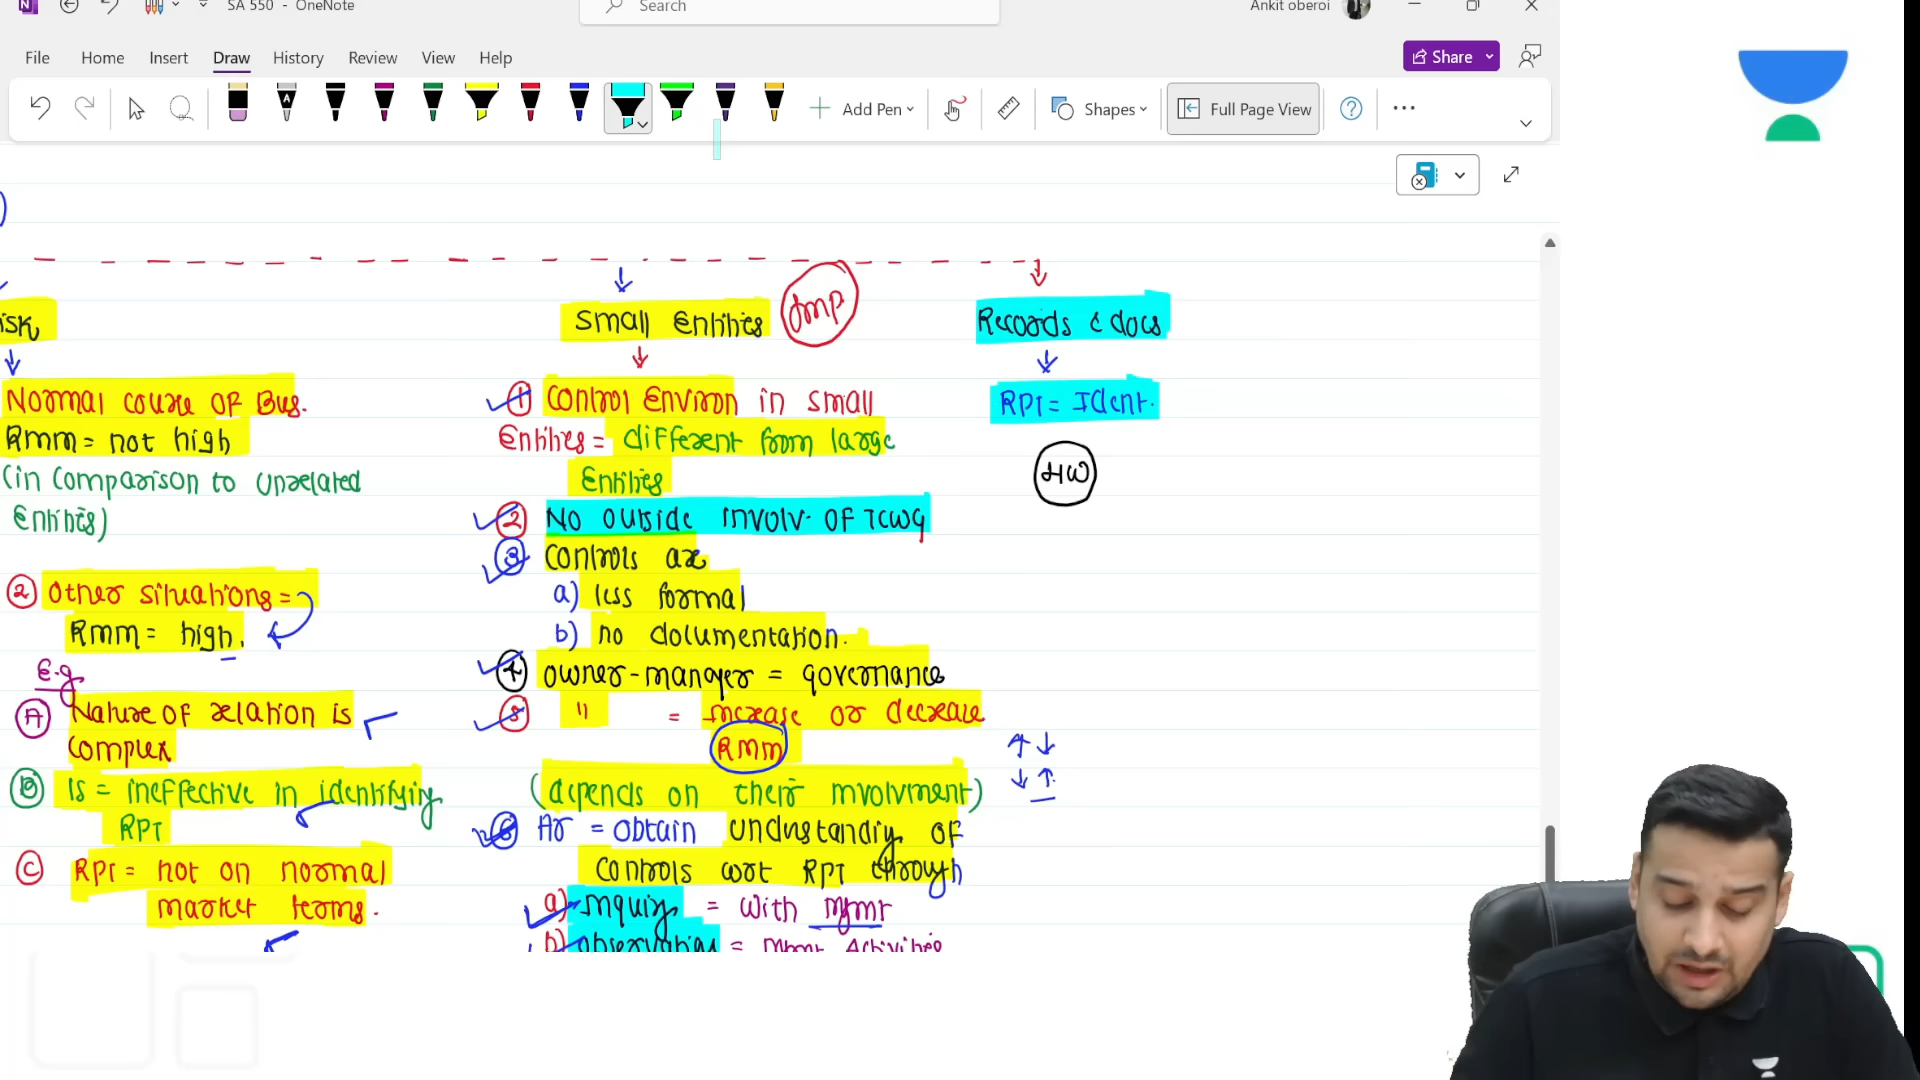 SA 550 - OneNote
Search
Ankit oberoi
File Home Insert Draw History Review View Help
Share
Add Pen
Shapes
Full Page View
isk
Normal course of Bus.
Rmm = not high
(in comparison to unrelated
Entities)
② Other situations =
Rmm = high.
E.g
Ⓐ Nature of relation is
complex
Ⓑ IS = ineffective in identifying
RPT
Ⓒ RPT = not on normal
market terms.
Small Entities
Imp
① Control Environ in small
Entities = different from large
Entities
② No outside involv. of TCWG
③ Controls are
a) less formal
b) no documentation.
④ owner-manager = governance
⑤ " = increase or decrease
Rmm
(depends on their involvment)
⑥ Ar = obtain understanding of
controls wrt RPT through
a) Inquiry = with Mgmt
b) observation = Mgmt Activities
Records & docs
RPT = Ident.
HW